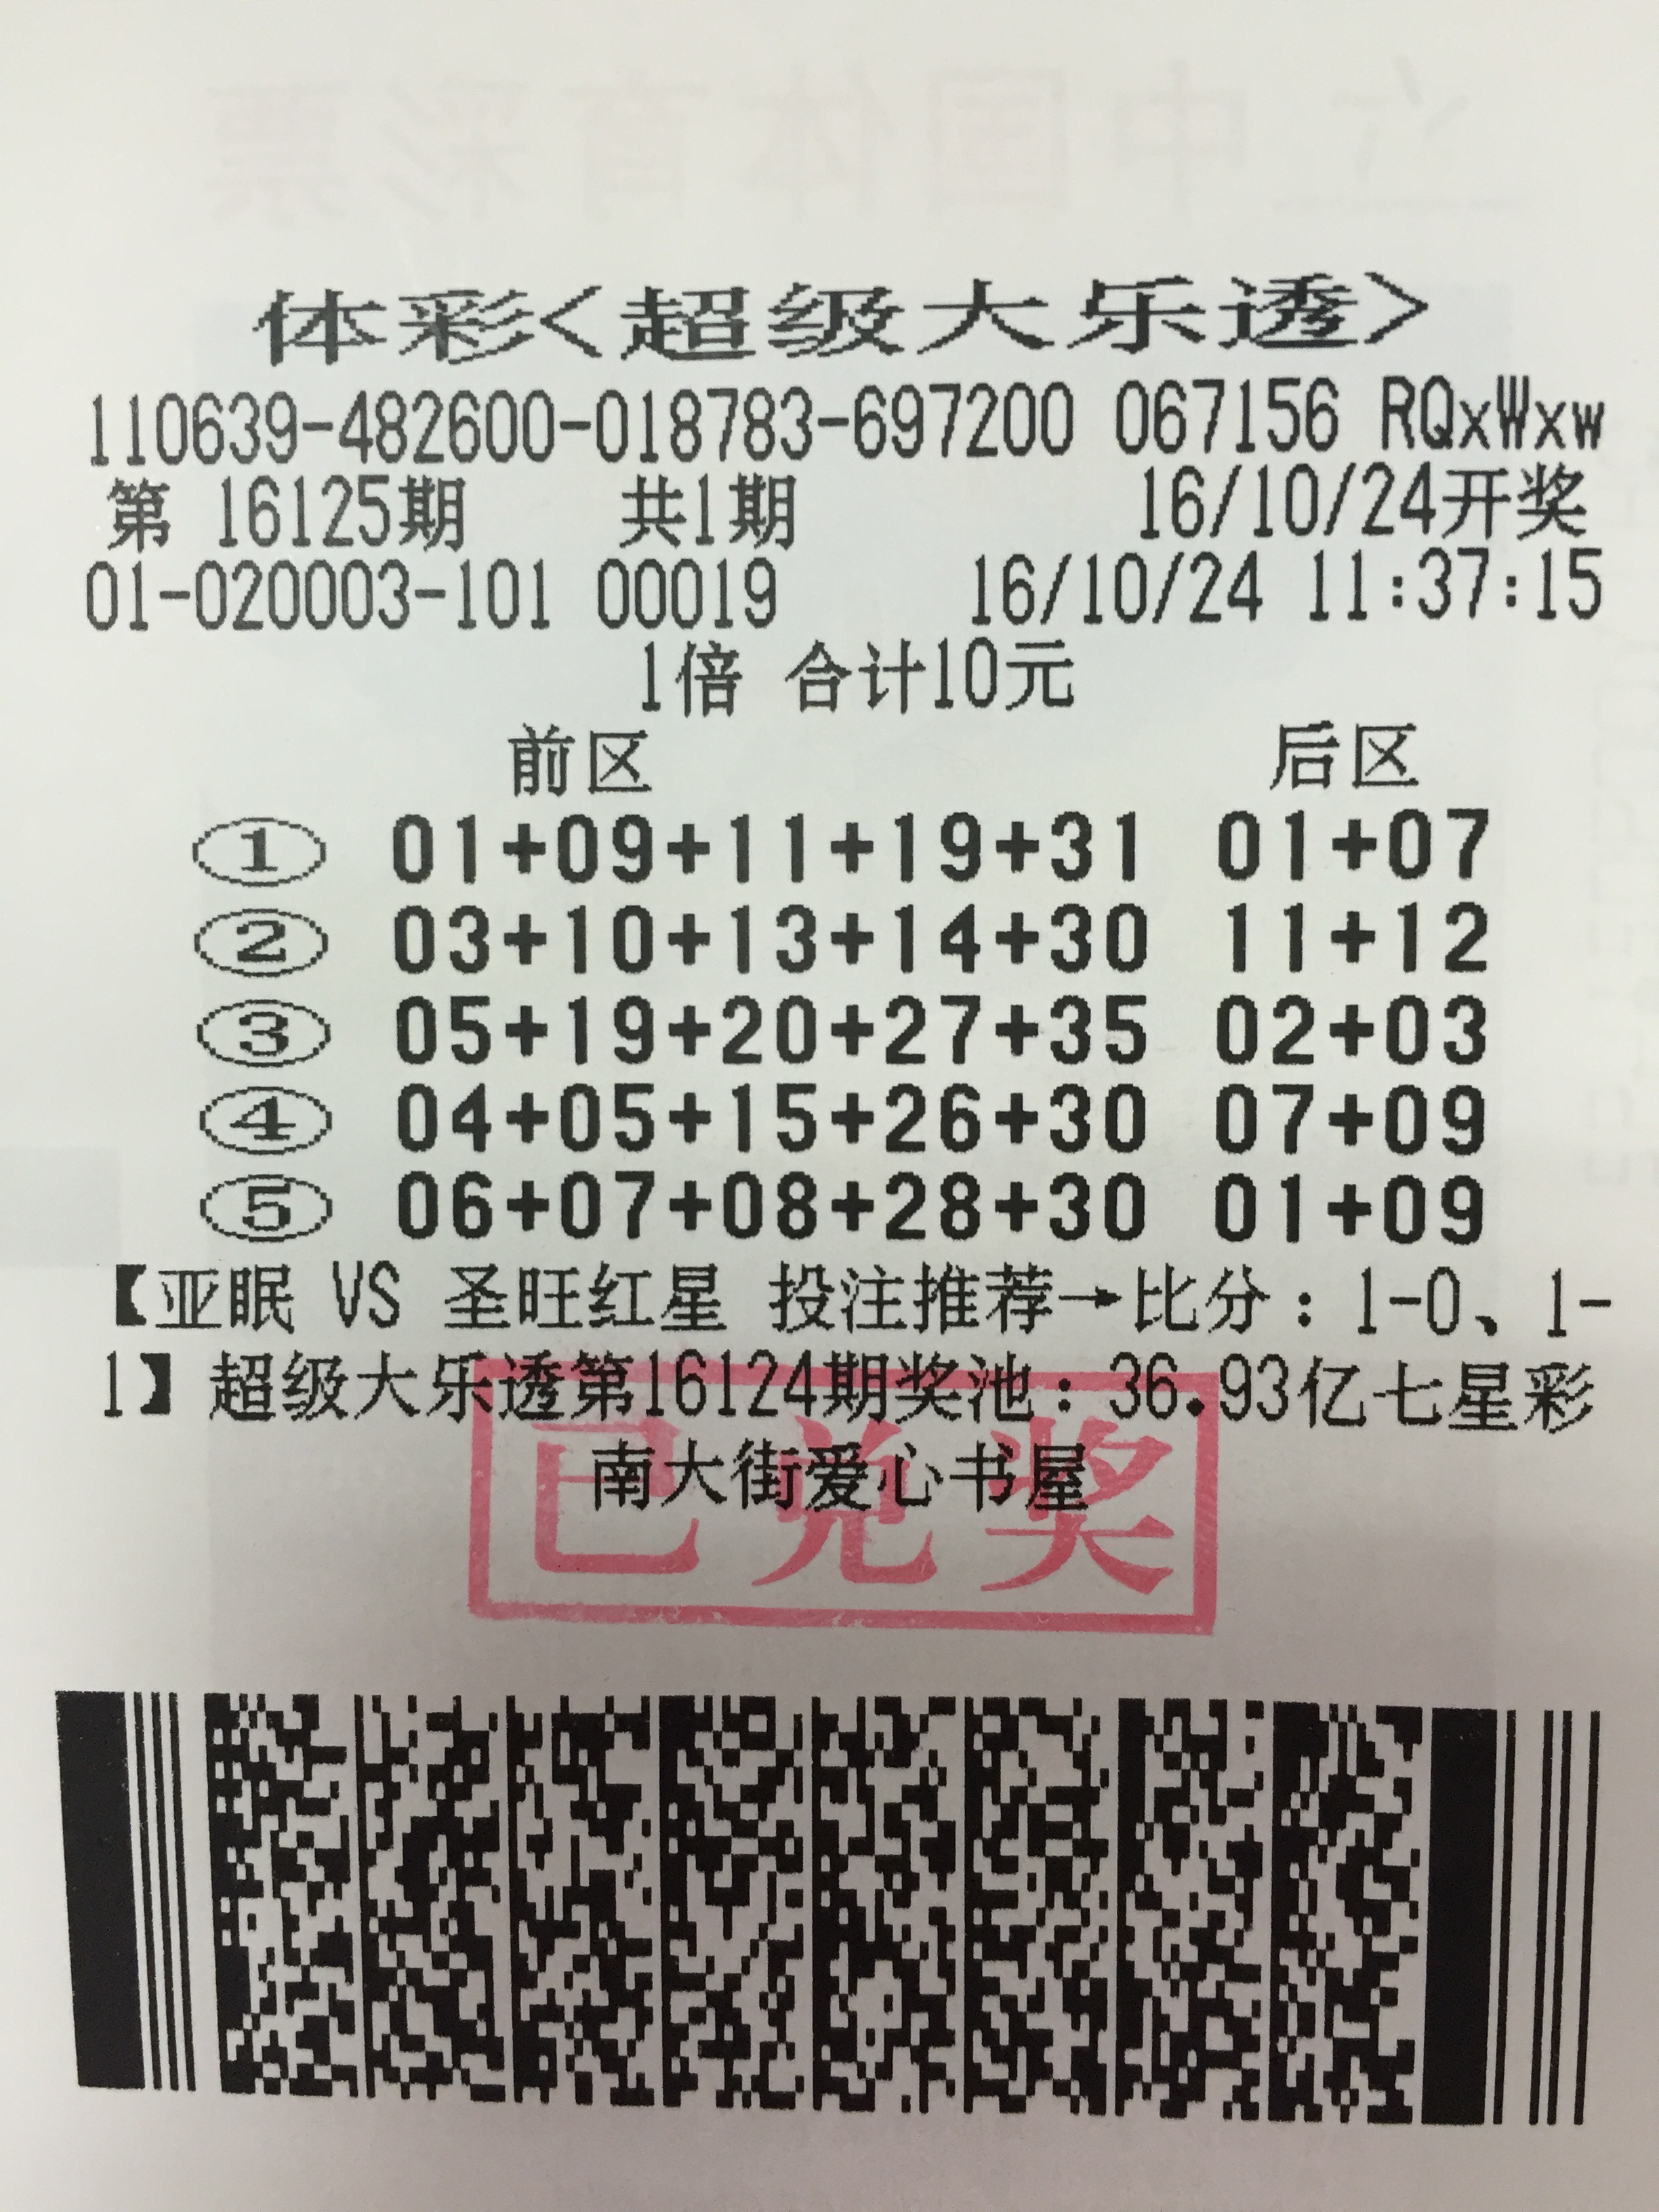 体彩<超级大乐透>
110639-482600-018783-697200 067156 RQxWxw
第 16125期 共1期 16/10/24开奖
01-020003-101 00019 16/10/24 11:37:15
1倍 合计10元
前区 后区
① 01+09+11+19+31 01+07
② 03+10+13+14+30 11+12
③ 05+19+20+27+35 02+03
④ 04+05+15+26+30 07+09
⑤ 06+07+08+28+30 01+09
【亚眠 VS 圣旺红星 投注推荐→比分：1-0、1-
1】超级大乐透第16124期奖池：36.93亿七星彩
南大街爱心书屋
已兑奖